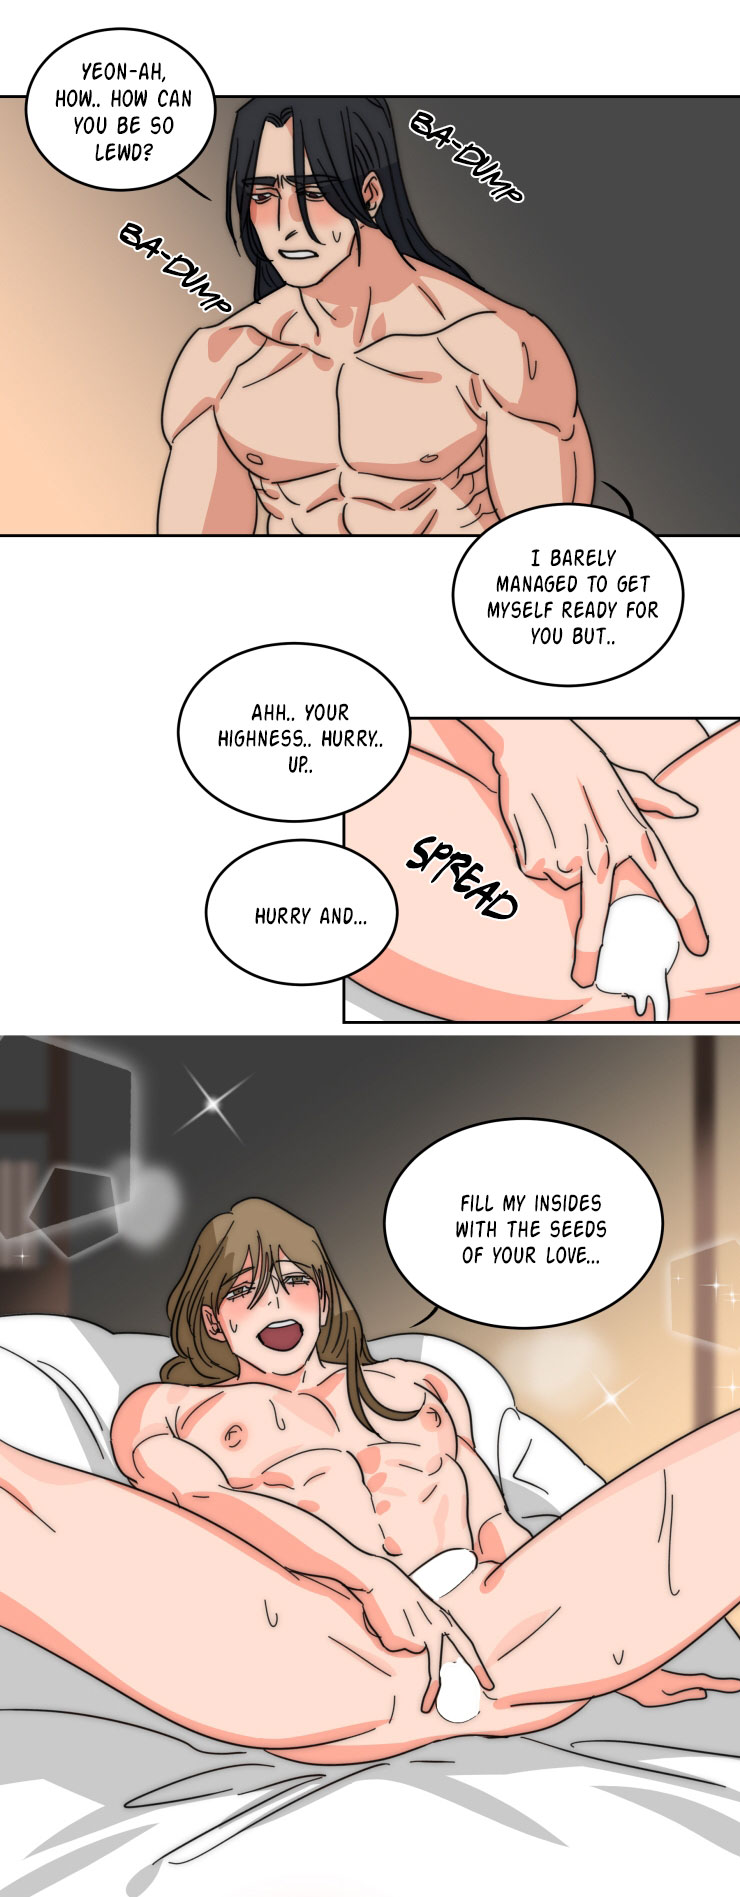 YEON-AH,
HOW.. HOW CAN
YOU BE SO
LEWD?
BA-DUMP
BA-DUMP
I BARELY
MANAGED TO GET
MYSELF READY FOR
YOU BUT..
AHH.. YOUR
HIGHNESS.. HURRY..
UP..
SPREAD
HURRY AND...
FILL MY INSIDES
WITH THE SEEDS
OF YOUR LOVE...